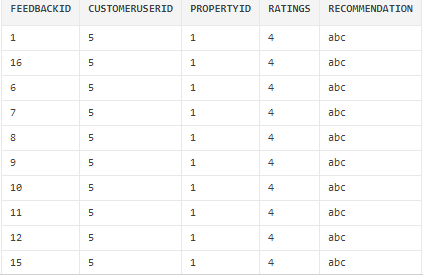 FEEDBACKID CUSTOMERUSERID PROPERTYID RATINGS RECOMMENDATION
1 5 1 4 abc
16 5 1 4 abc
6 5 1 4 abc
7 5 1 4 abc
8 5 1 4 abc
9 5 1 4 abc
10 5 1 4 abc
11 5 1 4 abc
12 5 1 4 abc
15 5 1 4 abc